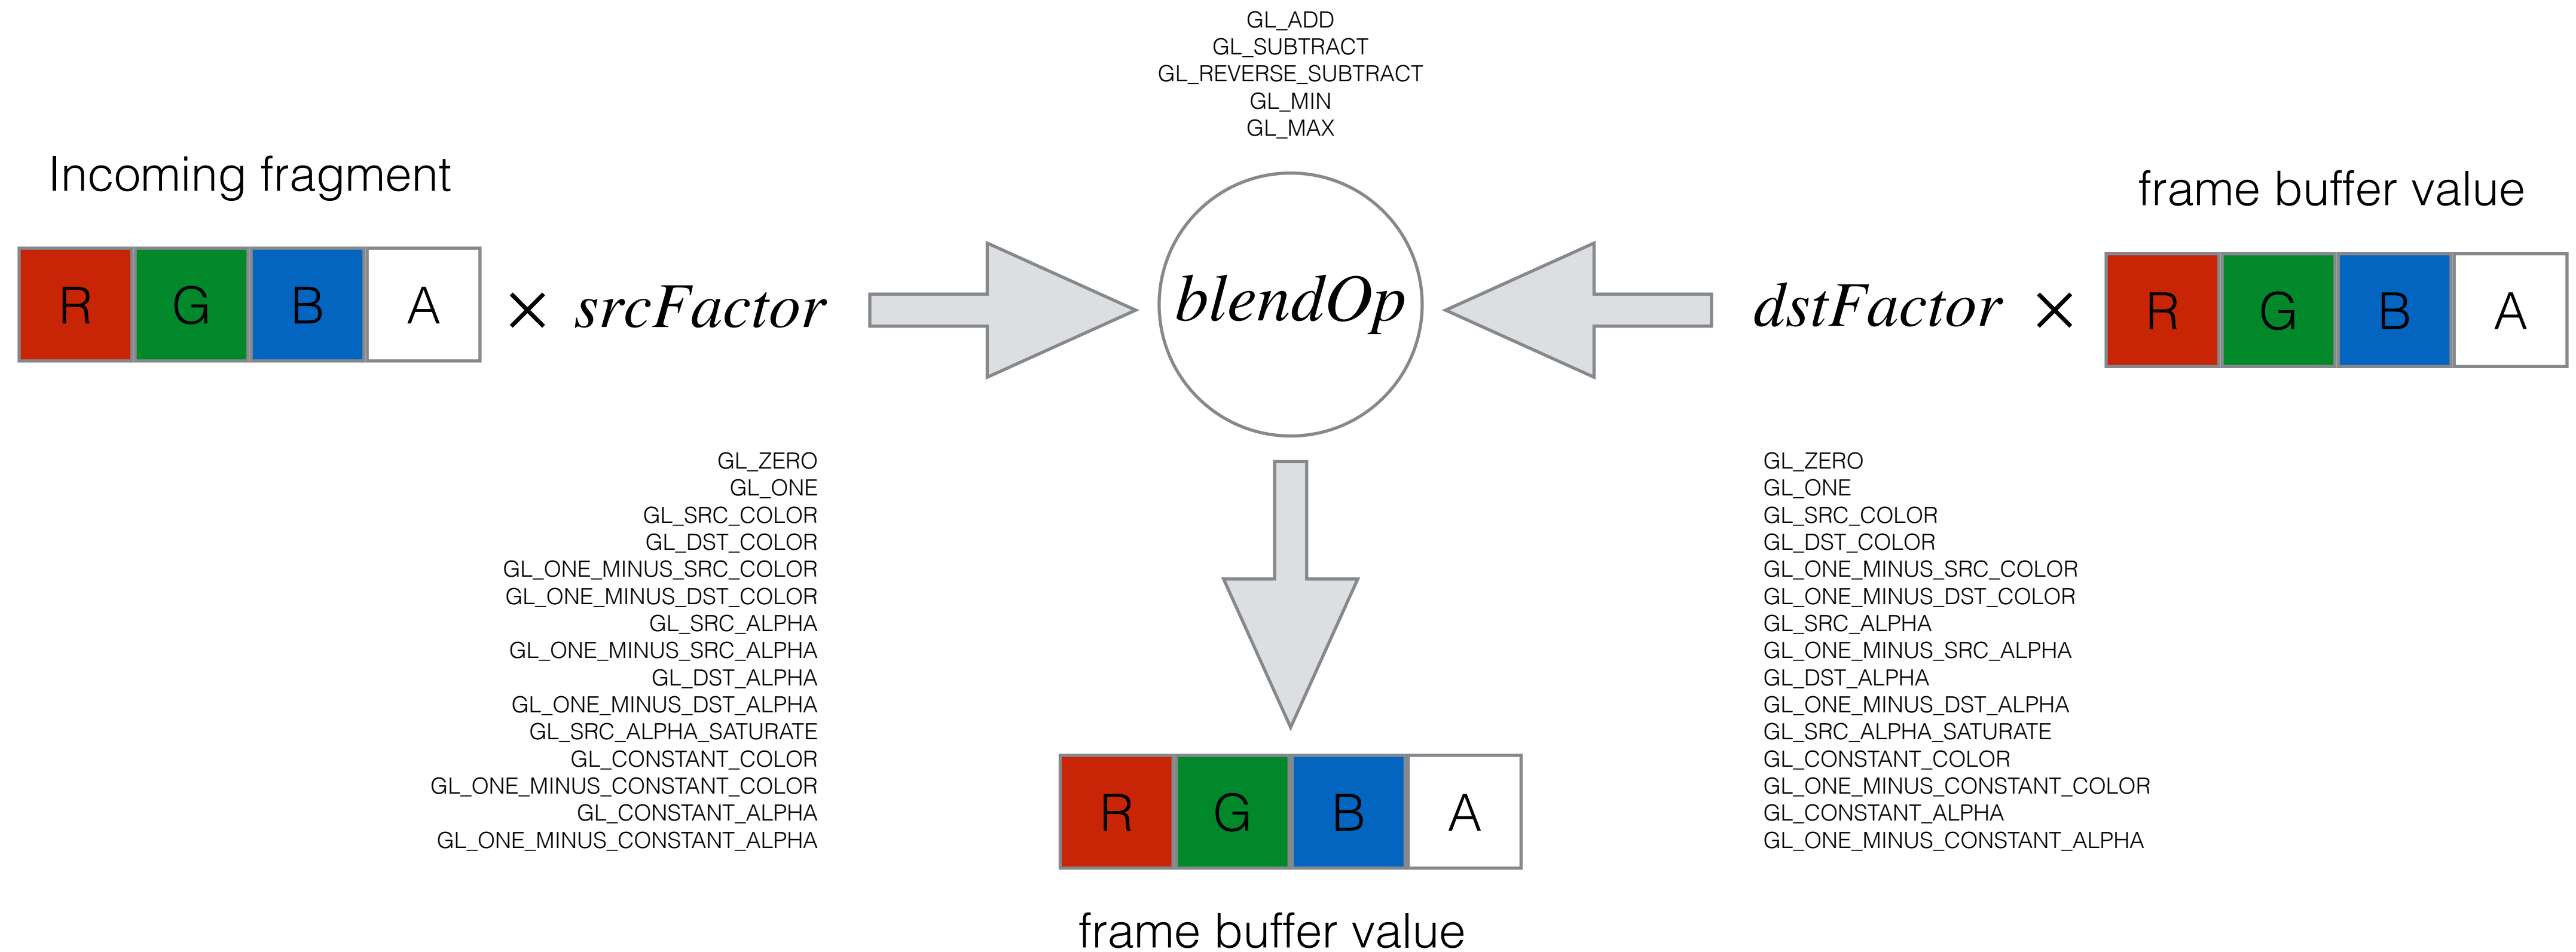 GL_ADD
GL_SUBTRACT
GL_REVERSE_SUBTRACT
GL_MIN
GL_MAX
Incoming fragment
frame buffer value
R G B A × srcFactor
blendOp
dstFactor × R G B A
GL_ZERO
GL_ONE
GL_SRC_COLOR
GL_DST_COLOR
GL_ONE_MINUS_SRC_COLOR
GL_ONE_MINUS_DST_COLOR
GL_SRC_ALPHA
GL_ONE_MINUS_SRC_ALPHA
GL_DST_ALPHA
GL_ONE_MINUS_DST_ALPHA
GL_SRC_ALPHA_SATURATE
GL_CONSTANT_COLOR
GL_ONE_MINUS_CONSTANT_COLOR
GL_CONSTANT_ALPHA
GL_ONE_MINUS_CONSTANT_ALPHA
GL_ZERO
GL_ONE
GL_SRC_COLOR
GL_DST_COLOR
GL_ONE_MINUS_SRC_COLOR
GL_ONE_MINUS_DST_COLOR
GL_SRC_ALPHA
GL_ONE_MINUS_SRC_ALPHA
GL_DST_ALPHA
GL_ONE_MINUS_DST_ALPHA
GL_SRC_ALPHA_SATURATE
GL_CONSTANT_COLOR
GL_ONE_MINUS_CONSTANT_COLOR
GL_CONSTANT_ALPHA
GL_ONE_MINUS_CONSTANT_ALPHA
R G B A
frame buffer value